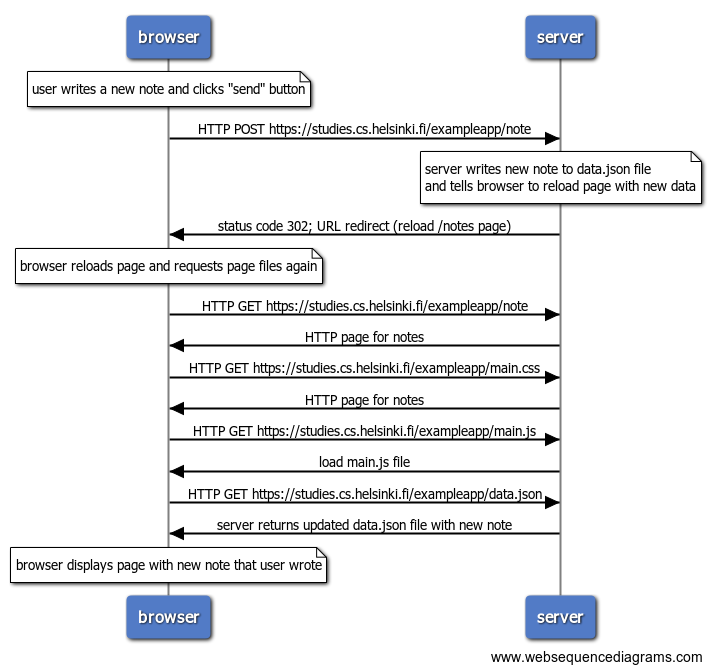 browser
server
user writes a new note and clicks "send" button
HTTP POST https://studies.cs.helsinki.fi/exampleapp/note
server writes new note to data.json file
and tells browser to reload page with new data
status code 302; URL redirect (reload /notes page)
browser reloads page and requests page files again
HTTP GET https://studies.cs.helsinki.fi/exampleapp/note
HTTP page for notes
HTTP GET https://studies.cs.helsinki.fi/exampleapp/main.css
HTTP page for notes
HTTP GET https://studies.cs.helsinki.fi/exampleapp/main.js
load main.js file
HTTP GET https://studies.cs.helsinki.fi/exampleapp/data.json
server returns updated data.json file with new note
browser displays page with new note that user wrote
browser
server
www.websequencediagrams.com